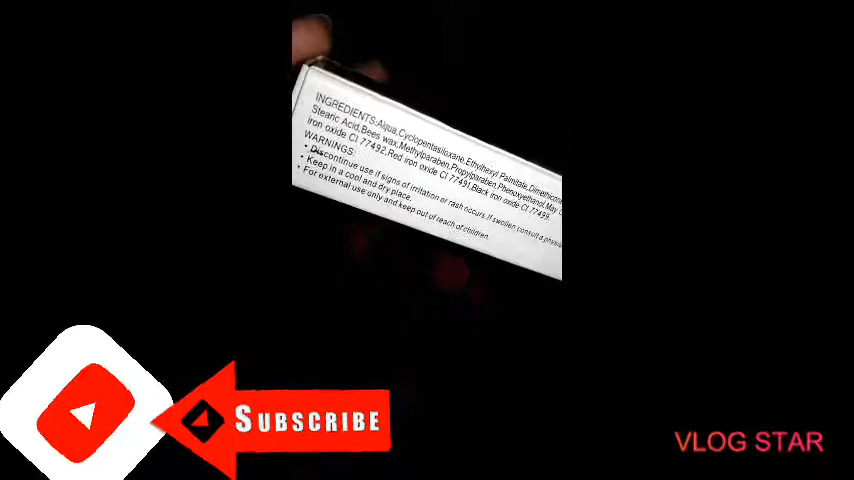 INGREDIENTS:Aqua,Cyclopentasiloxane,Ethylhexyl Palmitate,Dimethicone
Stearic Acid,Bees wax,Methylparaben,Propylparaben,Phenoxyethanol.May
Iron oxide CI 77492,Red iron oxide CI 77491,Black iron oxide CI 77499.
WARNINGS:
• Discontinue use if signs of irritation or rash occurs.If swollen consult a
• Keep in a cool and dry place.
• For external use only and keep out of reach of children.
SUBSCRIBE
VLOG STAR